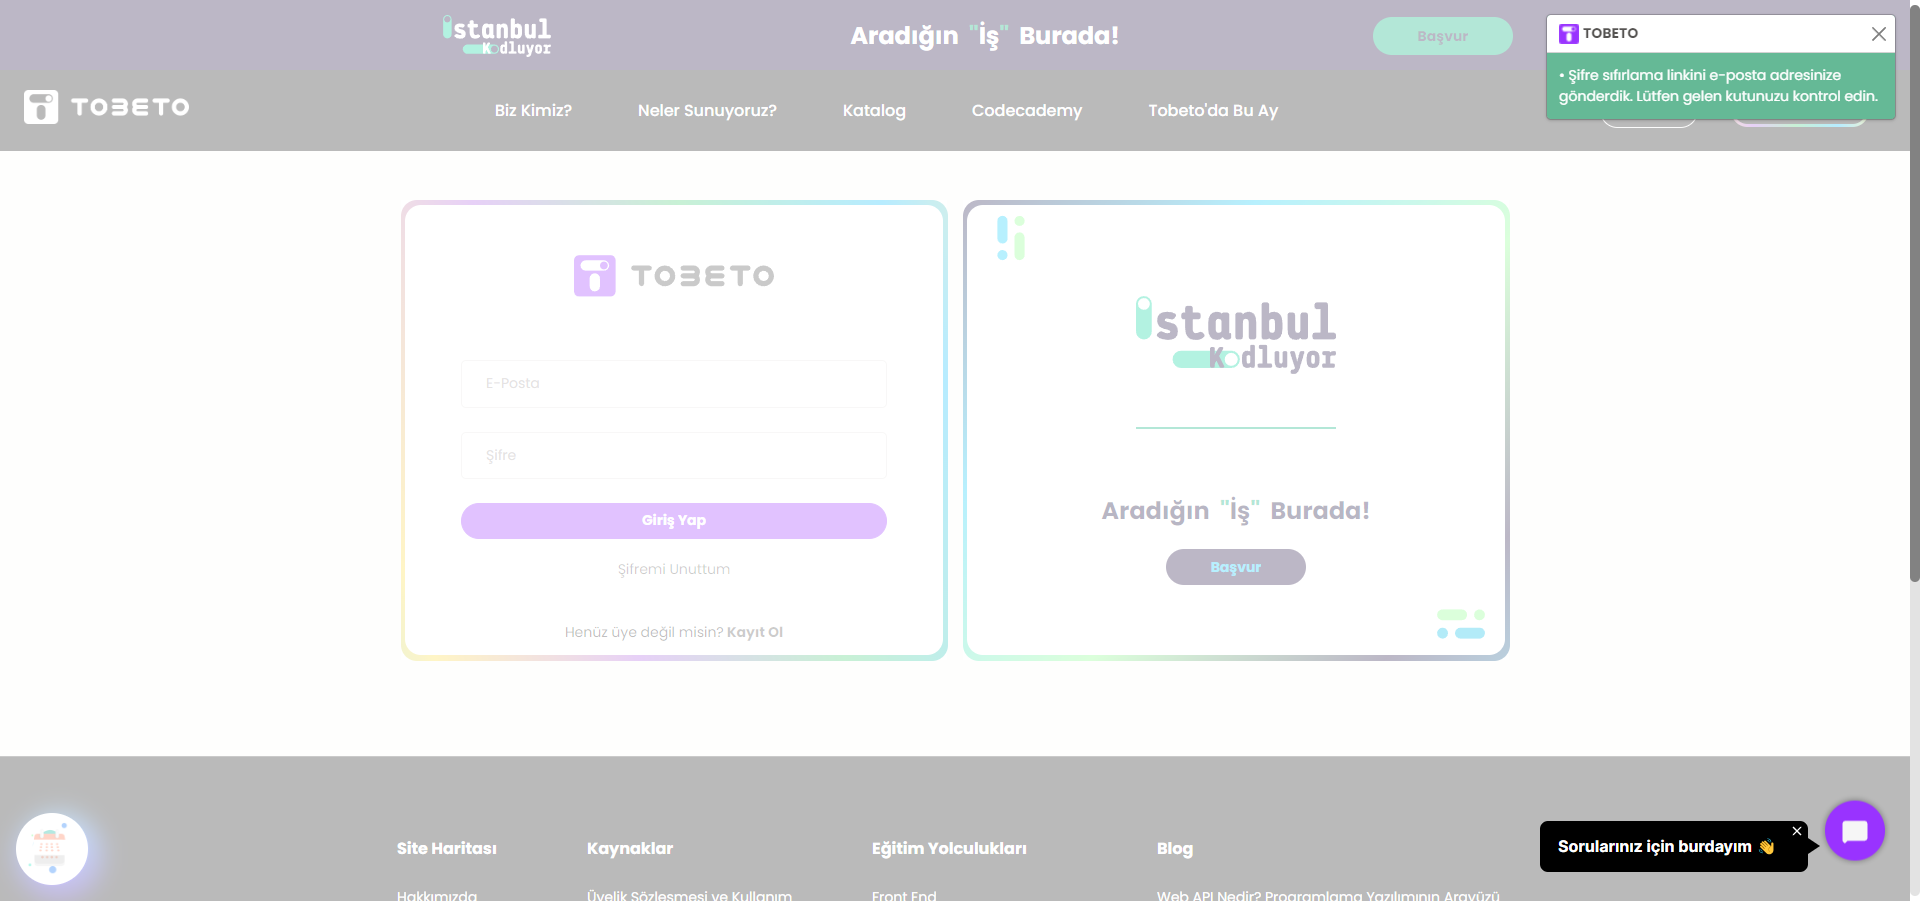 istanbul
Kodluyor
Aradığın "İş" Burada!
Başvur
TOBETO
• Şifre sıfırlama linkini e-posta adresinize
gönderdik. Lütfen gelen kutunuzu kontrol edin.
TOBETO
Biz Kimiz?
Neler Sunuyoruz?
Katalog
Codecademy
Tobeto'da Bu Ay
TOBETO
E-Posta
Şifre
Giriş Yap
Şifremi Unuttum
Henüz üye değil misin? Kayıt Ol
istanbul
Kodluyor
Aradığın "İş" Burada!
Başvur
Sorularınız için burdayım 👋
Site Haritası
Kaynaklar
Eğitim Yolculukları
Blog
Hakkımızda
Üyelik Sözleşmesi ve Kullanım
Front End
Web API Nedir? Programlama Yazılımının Arayüzü